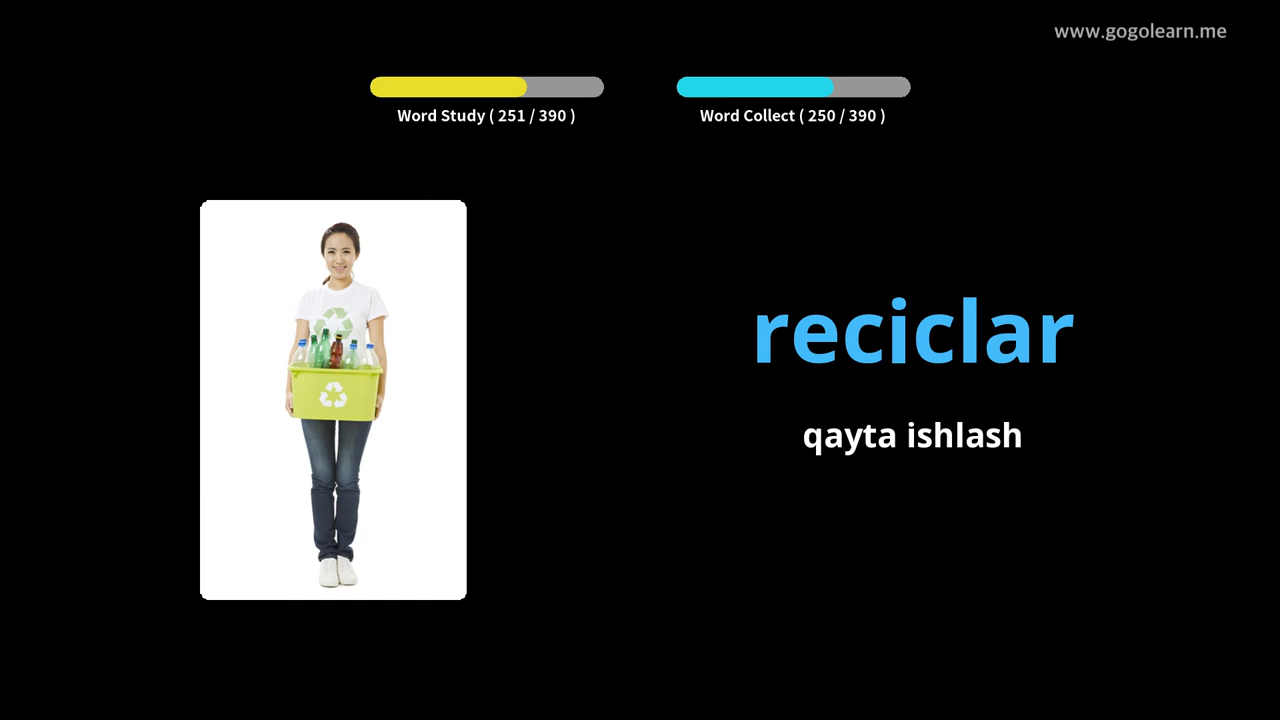 www.gogolearn.me
Word Study ( 251 / 390 )
Word Collect ( 250 / 390 )
reciclar
qayta ishlash